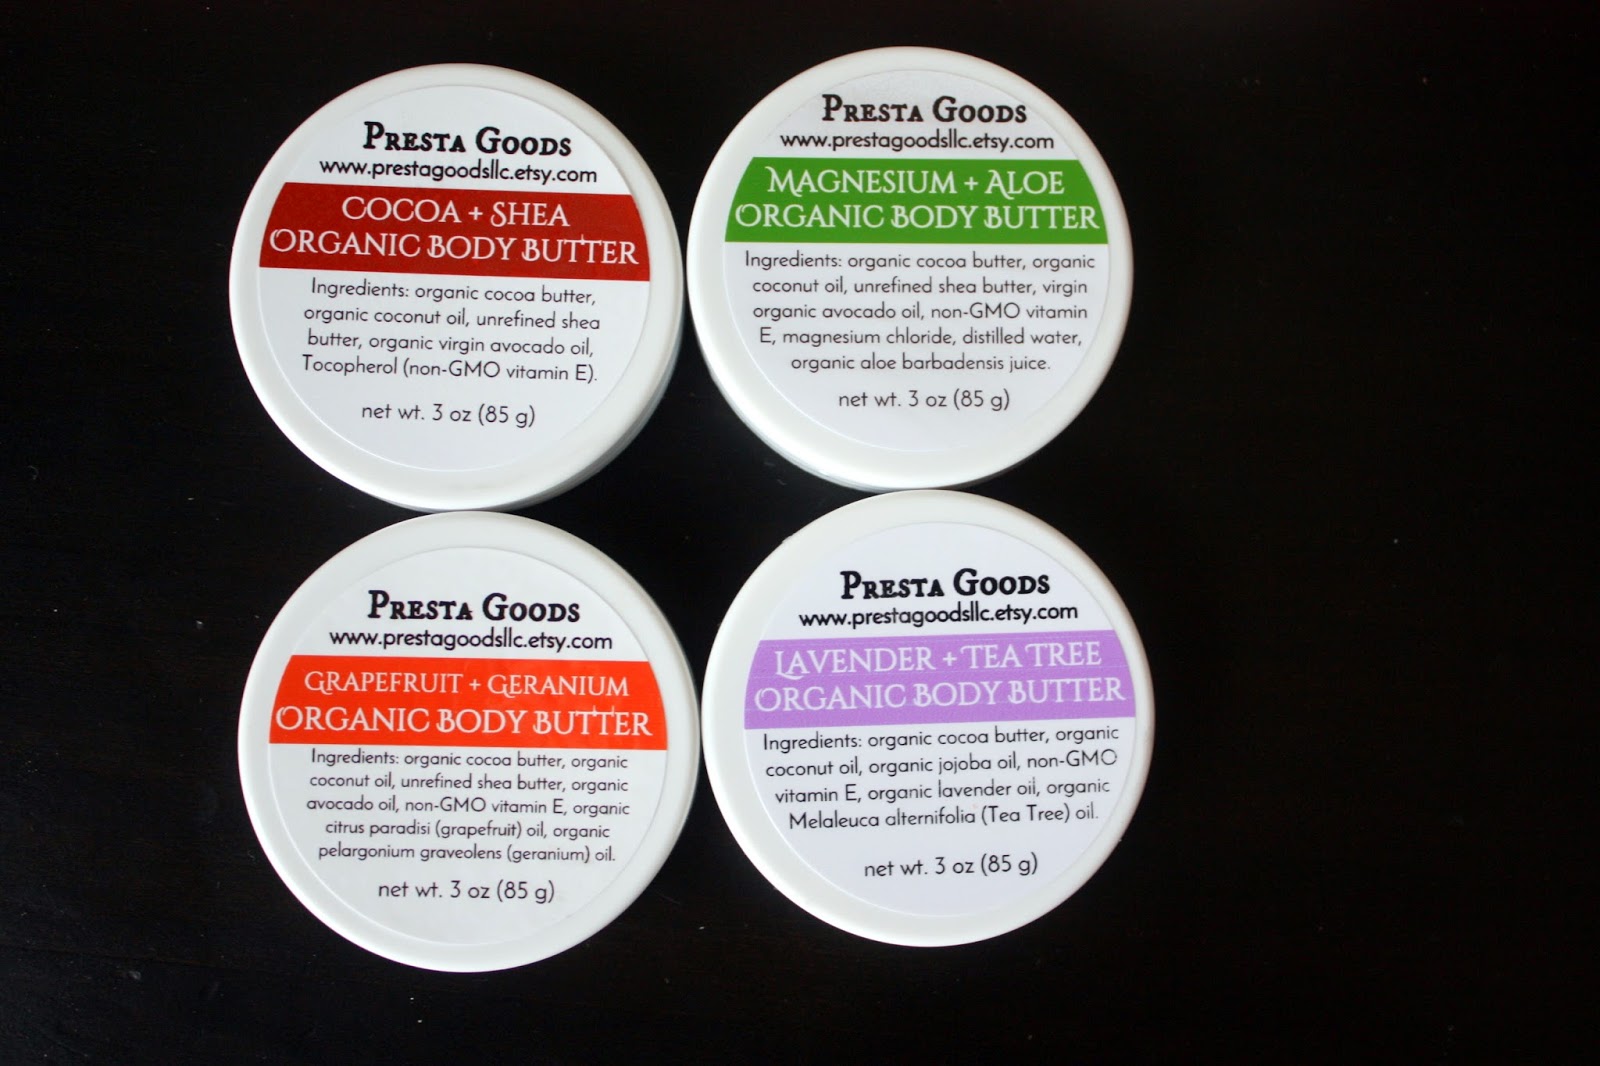 Presta Goods
www.prestagoodsllc.etsy.com
Cocoa + Shea
Organic Body Butter
Ingredients: organic cocoa butter,
organic coconut oil, unrefined shea
butter, organic virgin avocado oil,
Tocopherol (non-GMO vitamin E).
net wt. 3 oz (85 g)
Presta Goods
www.prestagoodsllc.etsy.com
Magnesium + Aloe
Organic Body Butter
Ingredients: organic cocoa butter, organic
coconut oil, unrefined shea butter, virgin
organic avocado oil, non-GMO vitamin
E, magnesium chloride, distilled water,
organic aloe barbadensis juice.
net wt. 3 oz (85 g)
Presta Goods
www.prestagoodsllc.etsy.com
Grapefruit + Geranium
Organic Body Butter
Ingredients: organic cocoa butter, organic
coconut oil, unrefined shea butter, organic
avocado oil, non-GMO vitamin E, organic
citrus paradisi (grapefruit) oil, organic
pelargonium graveolens (geranium) oil.
net wt. 3 oz (85 g)
Presta Goods
www.prestagoodsllc.etsy.com
Lavender + Tea Tree
Organic Body Butter
Ingredients: organic cocoa butter, organic
coconut oil, organic jojoba oil, non-GMO
vitamin E, organic lavender oil, organic
Melaleuca alternifolia (Tea Tree) oil.
net wt. 3 oz (85 g)